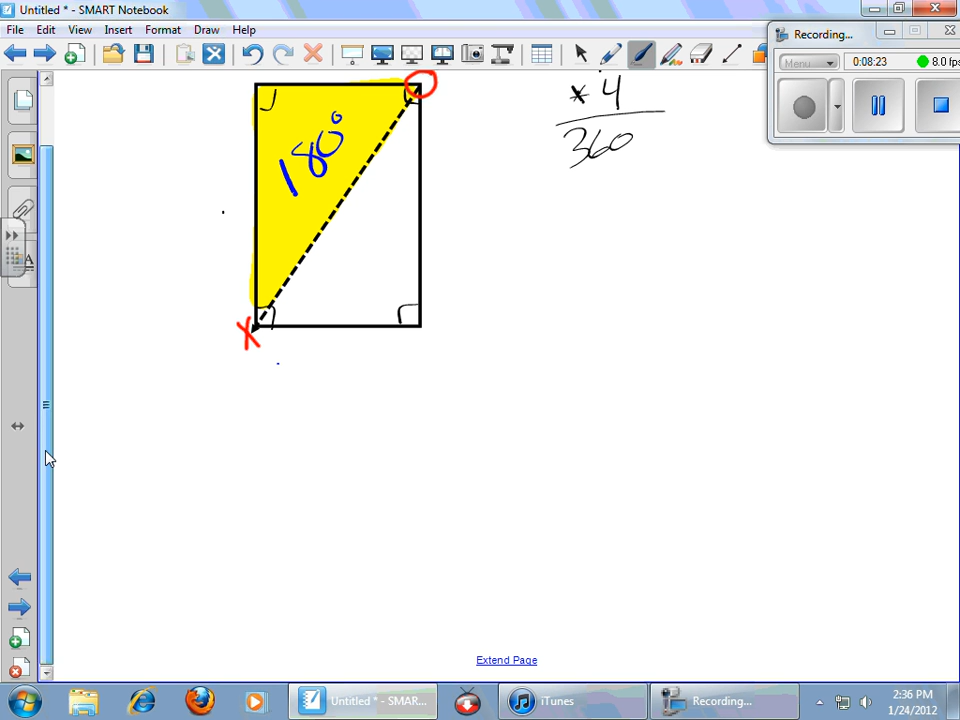 Untitled * - SMART Notebook
File Edit View Insert Format Draw Help
Recording...
Menu
0:08:23
8.0 fps
A
180°
* 4
360
X
Extend Page
Untitled * - SMAR...
iTunes
Recording...
2:36 PM
1/24/2012